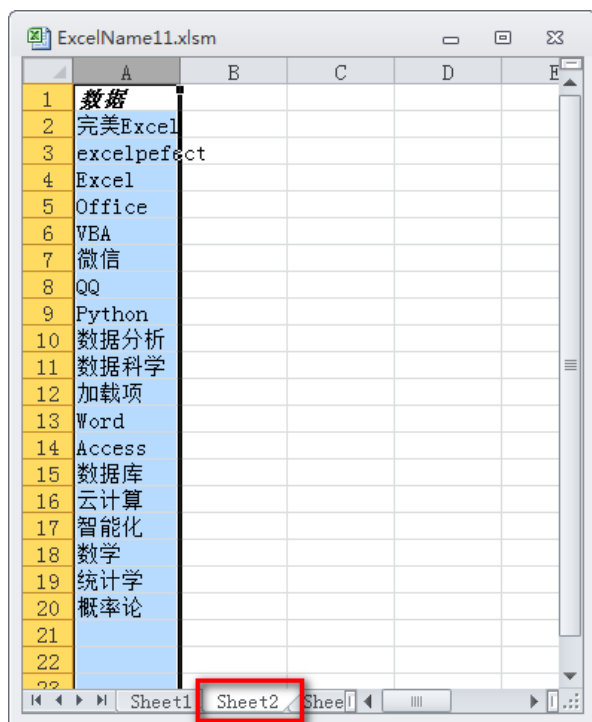 ExcelName11.xlsm
A B C D E
1 数据
2 完美Excel
3 excelpefect
4 Excel
5 Office
6 VBA
7 微信
8 QQ
9 Python
10 数据分析
11 数据科学
12 加载项
13 Word
14 Access
15 数据库
16 云计算
17 智能化
18 数学
19 统计学
20 概率论
21
22
23
Sheet1 Sheet2 Shee